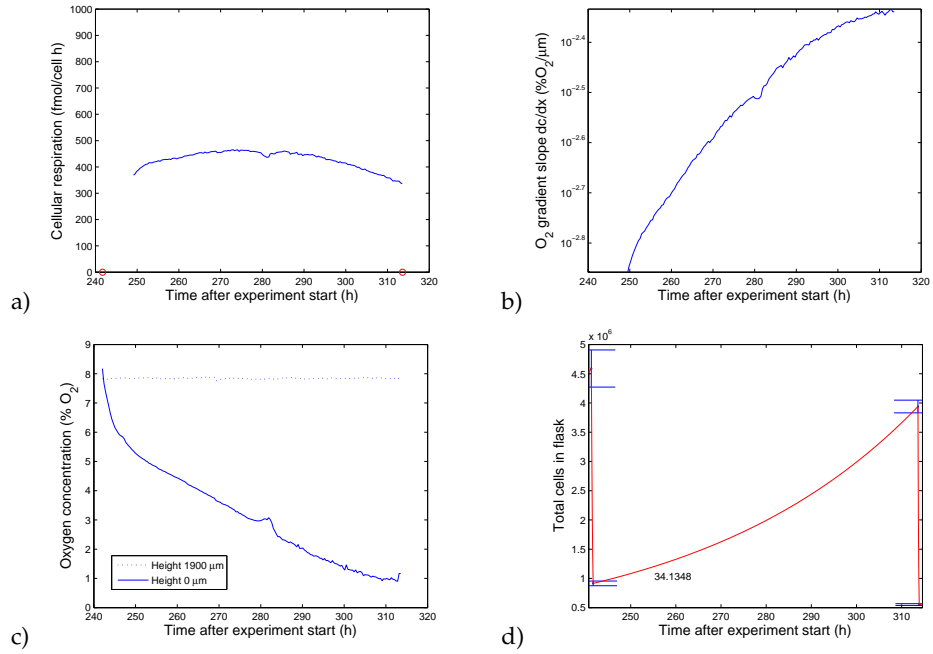 1000
900
800
700
600
500
400
300
200
100
0
240 250 260 270 280 290 300 310 320
Cellular respiration (fmol/cell h)
Time after experiment start (h)
a)
10^−2.4
10^−2.5
10^−2.6
10^−2.7
10^−2.8
240 250 260 270 280 290 300 310 320
O₂ gradient slope dc/dx (%O₂/μm)
Time after experiment start (h)
b)
9
8
7
6
5
4
3
2
1
0
240 250 260 270 280 290 300 310 320
Oxygen concentration (% O₂)
Height 1900 μm
Height 0 μm
Time after experiment start (h)
c)
x 10^6
5
4.5
4
3.5
3
2.5
2
1.5
1
0.5
34.1348
250 260 270 280 290 300 310
Total cells in flask
Time after experiment start (h)
d)